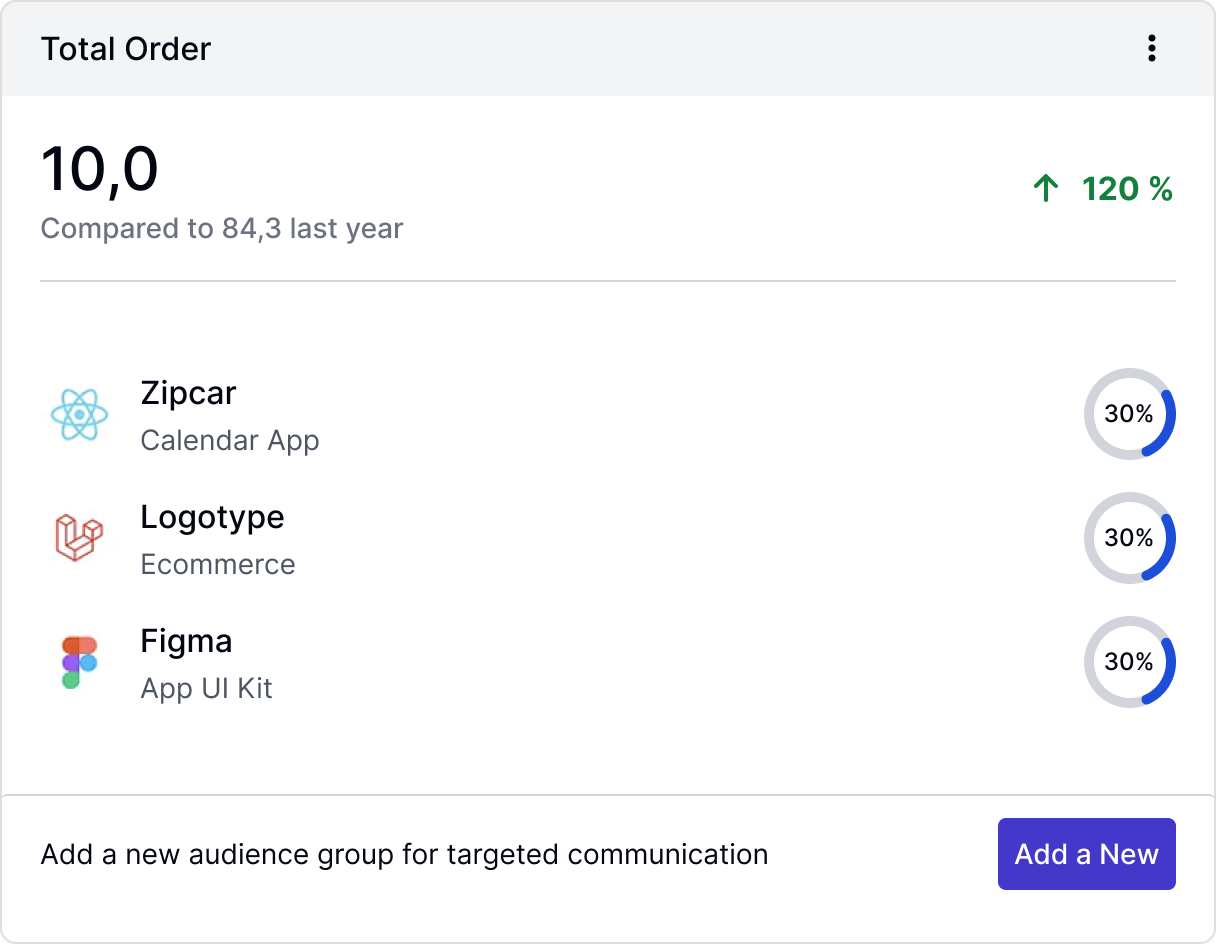 Total Order
10,0
↑ 120 %
Compared to 84,3 last year
Zipcar
Calendar App
30%
Logotype
Ecommerce
30%
Figma
App UI Kit
30%
Add a new audience group for targeted communication
Add a New